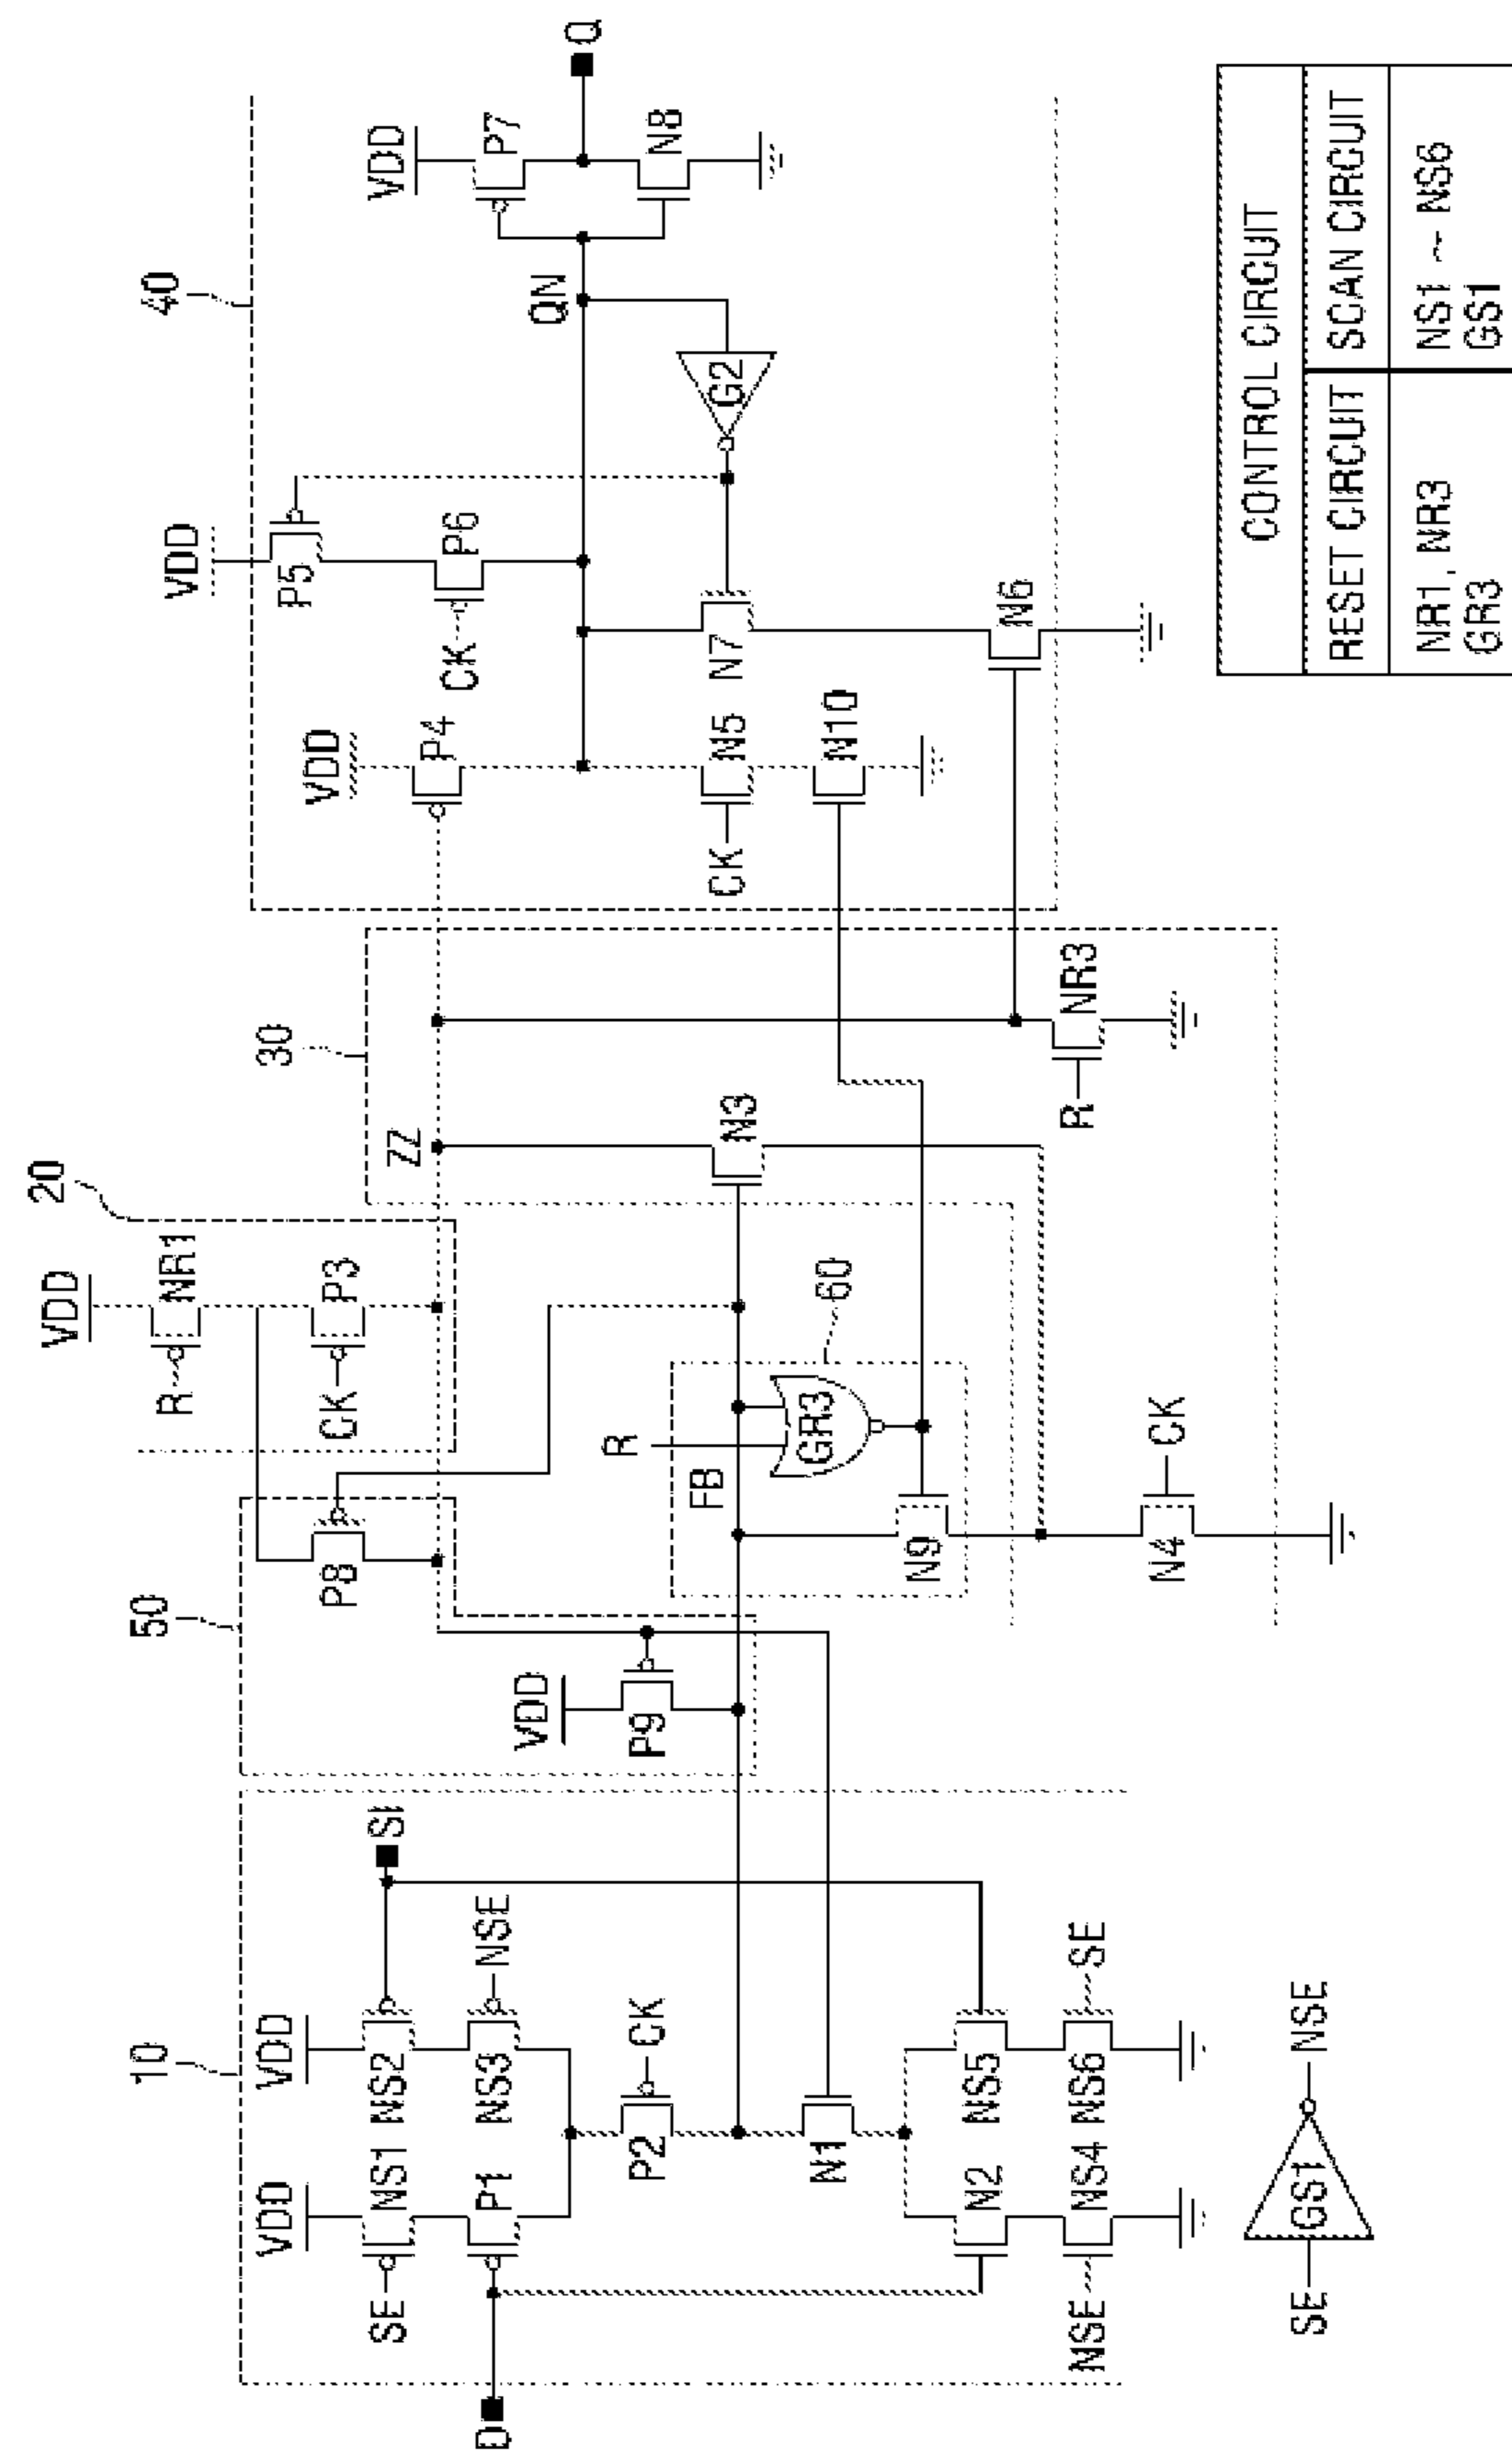 10
VDD
VDD
SE
NS1
NS2
SI
D
P1
NS3
NSE
P2
CK
N1
N2
NS5
NSE
NS4
NS6
SE
SE
GS1
NSE
50
VDD
P9
P8
20
VDD
R
NR1
CK
P3
ZZ
FB
R
GR3
60
N9
N4
CK
30
N3
R
NR3
40
VDD
P4
CK
N5
N10
VDD
P5
CK
P6
N7
N6
QN
G2
VDD
P7
N8
Q
CONTROL CIRCUIT
RESET CIRCUIT
SCAN CIRCUIT
NR1, NR3
GR3
NS1 ~ NS6
GS1